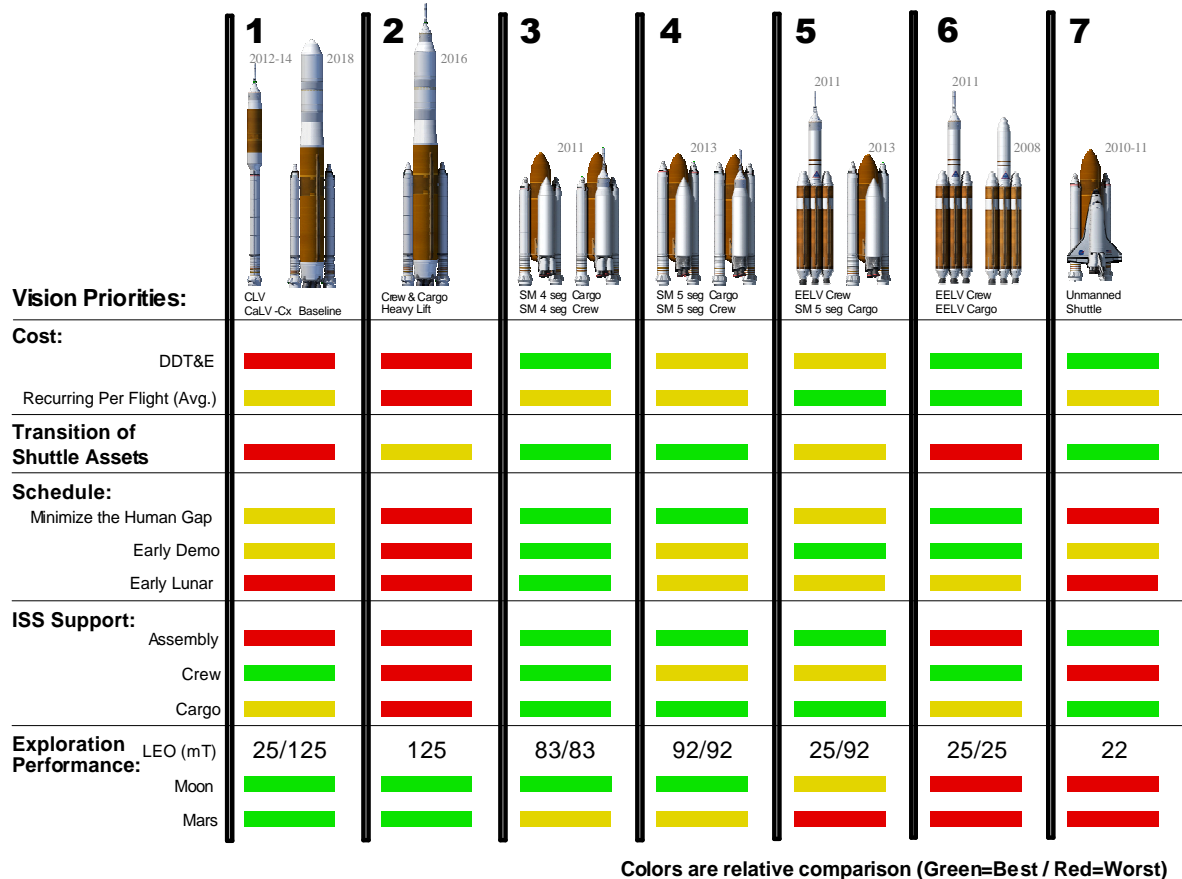 1
2
3
4
5
6
7
2012-14
2018
2016
2011
2013
2011
2013
2011
2008
2010-11
Vision Priorities:
CLV
CaLV -Cx Baseline
Crew & Cargo
Heavy Lift
SM 4 seg Cargo
SM 4 seg Crew
SM 5 seg Cargo
SM 5 seg Crew
EELV Crew
SM 5 seg Cargo
EELV Crew
EELV Cargo
Unmanned
Shuttle
Cost:
DDT&E
Recurring Per Flight (Avg.)
Transition of
Shuttle Assets
Schedule:
Minimize the Human Gap
Early Demo
Early Lunar
ISS Support:
Assembly
Crew
Cargo
Exploration
Performance:
LEO (mT) 25/125 125 83/83 92/92 25/92 25/25 22
Moon
Mars
Colors are relative comparison (Green=Best / Red=Worst)